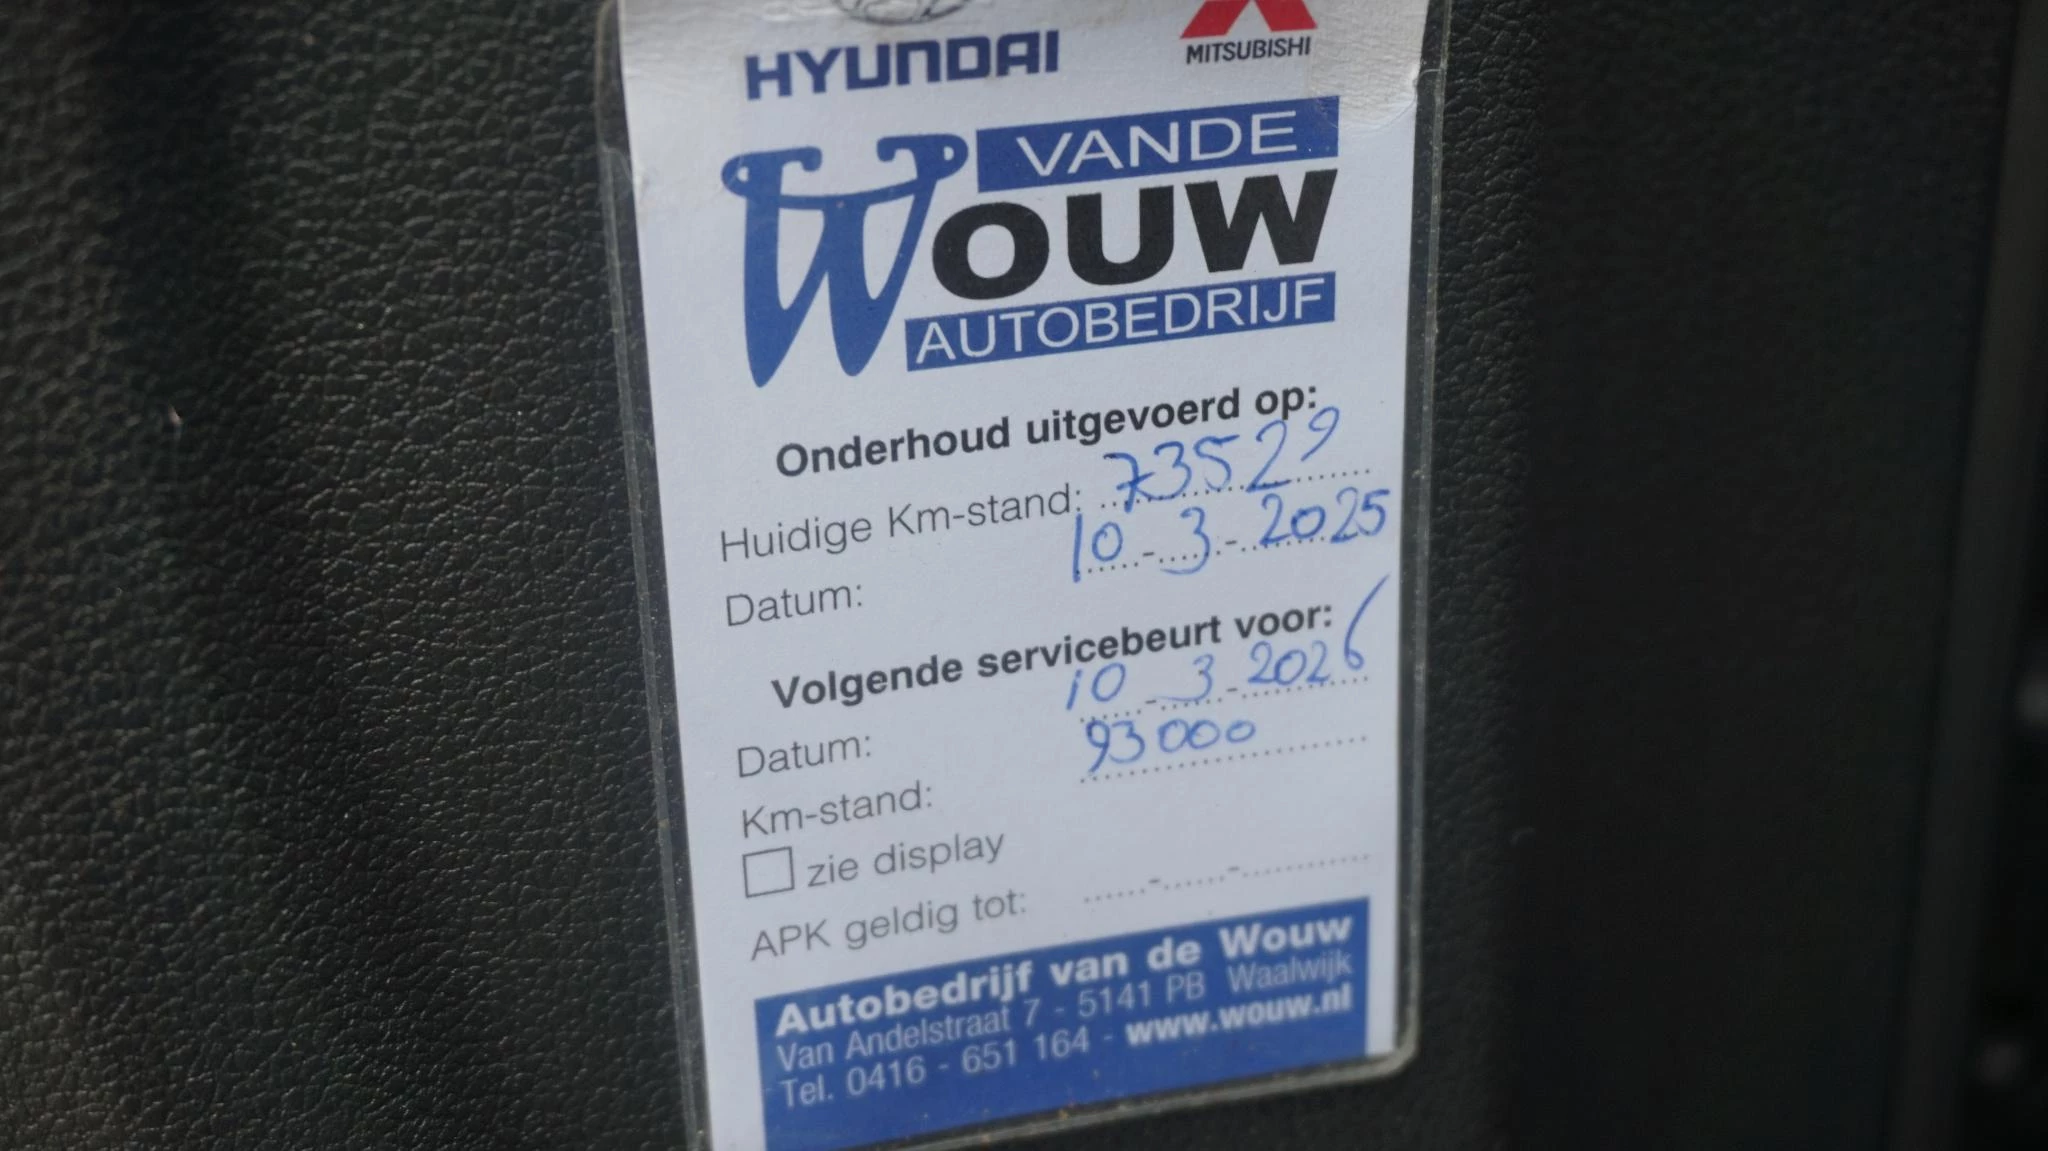 HYUNDAI
MITSUBISHI
VAN DE
WOUW
AUTOBEDRIJF
Onderhoud uitgevoerd op:
Huidige Km-stand: 73529
Datum: 10-3-2025
Volgende servicebeurt voor:
Datum: 10-3-2026
Km-stand: 93000
zie display
APK geldig tot:
Autobedrijf van de Wouw
Van Andelstraat 7 - 5141 PB Waalwijk
Tel. 0416 - 651 164 - www.wouw.nl